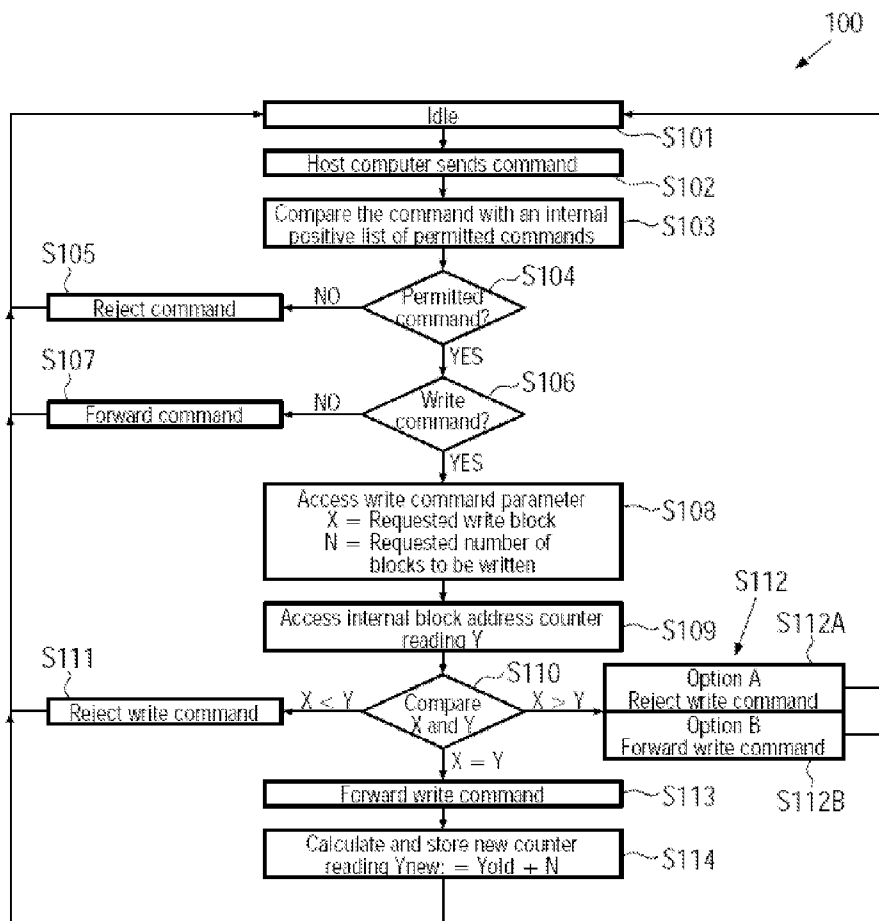 100
Idle
S101
Host computer sends command
S102
Compare the command with an internal
positive list of permitted commands
S103
S105
Reject command
NO
Permitted
command?
S104
YES
S107
Forward command
NO
Write
command?
S106
YES
Access write command parameter
X = Requested write block
N = Requested number of
blocks to be written
S108
Access internal block address counter
reading Y
S109
S112
S112A
S111
Reject write command
X < Y
Compare
X and Y
S110
X > Y
Option A
Reject write command
Option B
Forward write command
S112B
X = Y
Forward write command
S113
Calculate and store new counter
reading Ynew: = Yold + N
S114